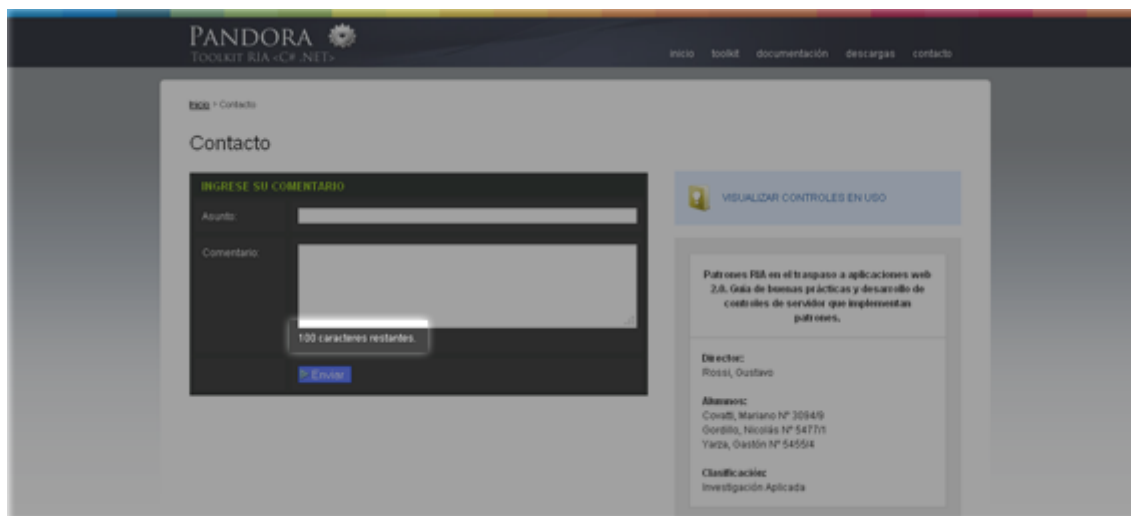 PANDORA
TOOLKIT RIA <C# .NET>
inicio toolkit documentación descargas contacto
Inicio > Contacto
Contacto
INGRESE SU COMENTARIO
Asunto:
Comentario:
100 caracteres restantes.
Enviar
VISUALIZAR CONTROLES EN USO
Patrones RIA en el traspaso a aplicaciones web
2.0. Guía de buenas prácticas y desarrollo de
controles de servidor que implementan
patrones.
Director:
Rossi, Gustavo
Alumnos:
Covatti, Mariano Nº 3094/9
Gordillo, Nicolás Nº 5477/1
Yarza, Gastón Nº 5455/4
Clasificación:
Investigación Aplicada